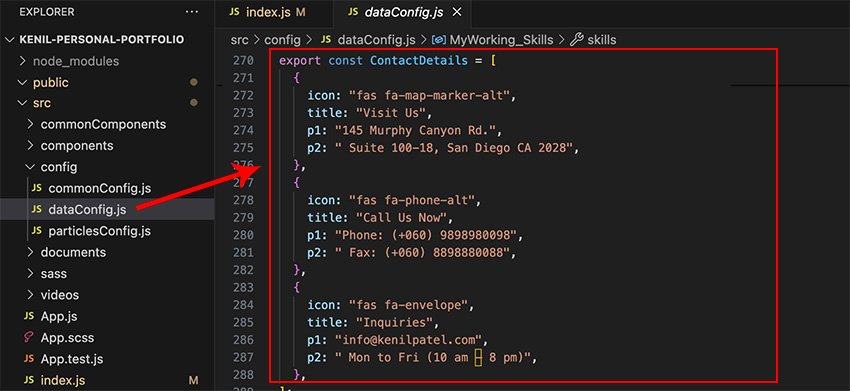 EXPLORER
KENIL-PERSONAL-PORTFOLIO
node_modules
public
src
commonComponents
components
config
JS commonConfig.js
JS dataConfig.js
JS particlesConfig.js
documents
sass
videos
JS App.js
App.scss
JS App.test.js
JS index.js M
JS index.js M
JS dataConfig.js
src > config > JS dataConfig.js > MyWorking_Skills > skills
270 export const ContactDetails = [
271 {
272 icon: "fas fa-map-marker-alt",
273 title: "Visit Us",
274 p1: "145 Murphy Canyon Rd.",
275 p2: " Suite 100-18, San Diego CA 2028",
276 },
277 {
278 icon: "fas fa-phone-alt",
279 title: "Call Us Now",
280 p1: "Phone: (+060) 9898980098",
281 p2: " Fax: (+060) 8898880088",
282 },
283 {
284 icon: "fas fa-envelope",
285 title: "Inquiries",
286 p1: "info@kenilpatel.com",
287 p2: " Mon to Fri (10 am – 8 pm)",
288 },